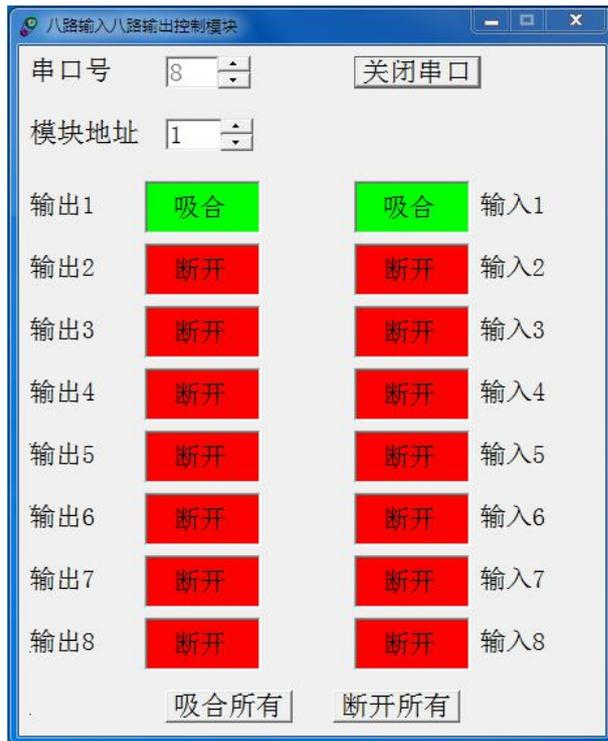 八路输入八路输出控制模块
串口号 8 关闭串口
模块地址 1
输出1 吸合 吸合 输入1
输出2 断开 断开 输入2
输出3 断开 断开 输入3
输出4 断开 断开 输入4
输出5 断开 断开 输入5
输出6 断开 断开 输入6
输出7 断开 断开 输入7
输出8 断开 断开 输入8
吸合所有 断开所有